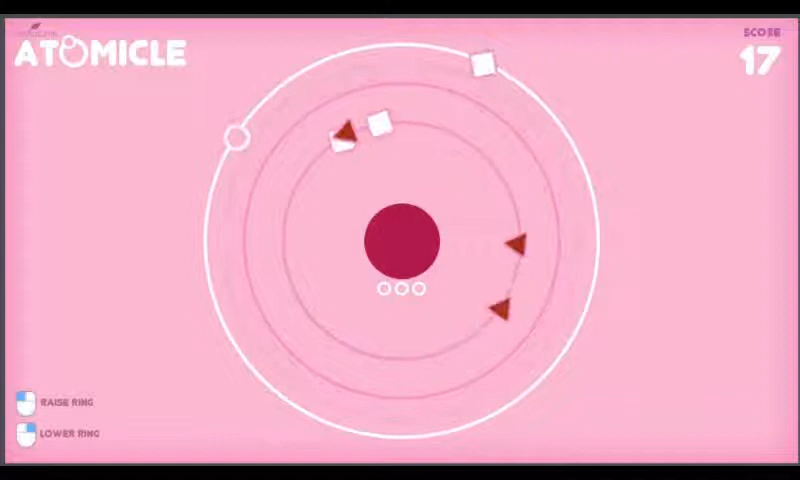 ATOMICLE
SCORE
17
RAISE RING
LOWER RING